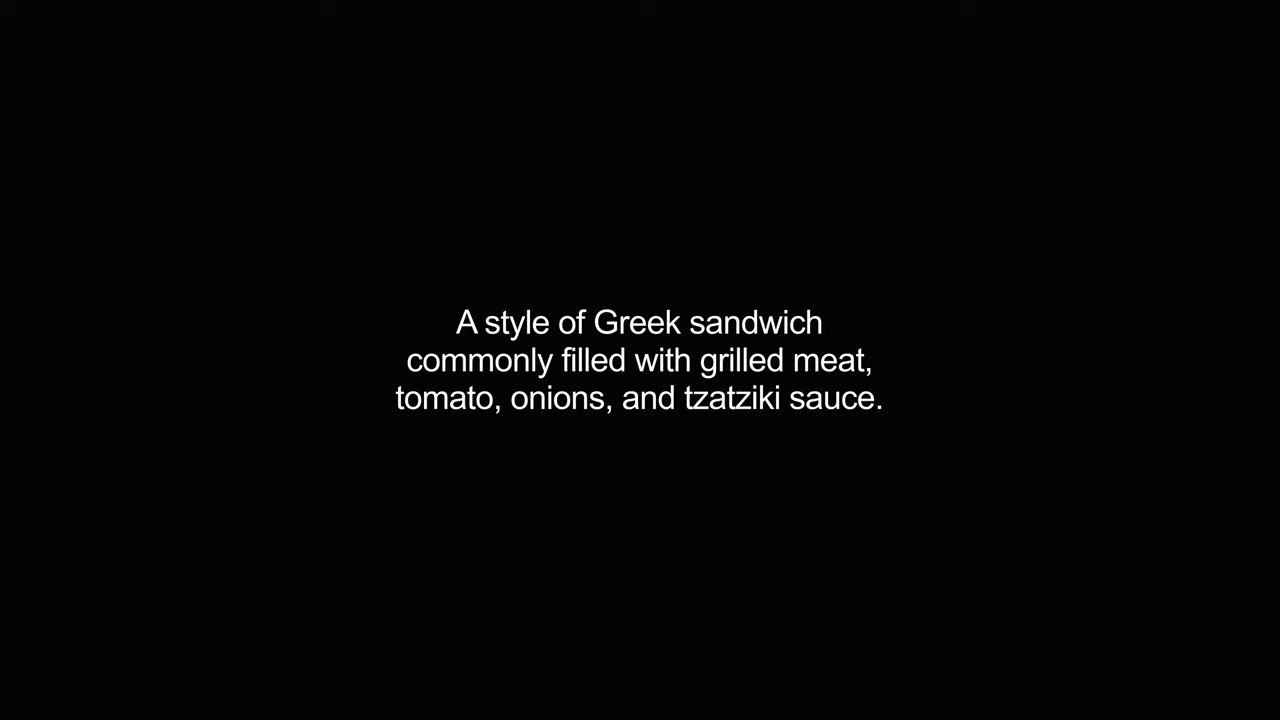 A style of Greek sandwich
commonly filled with grilled meat,
tomato, onions, and tzatziki sauce.